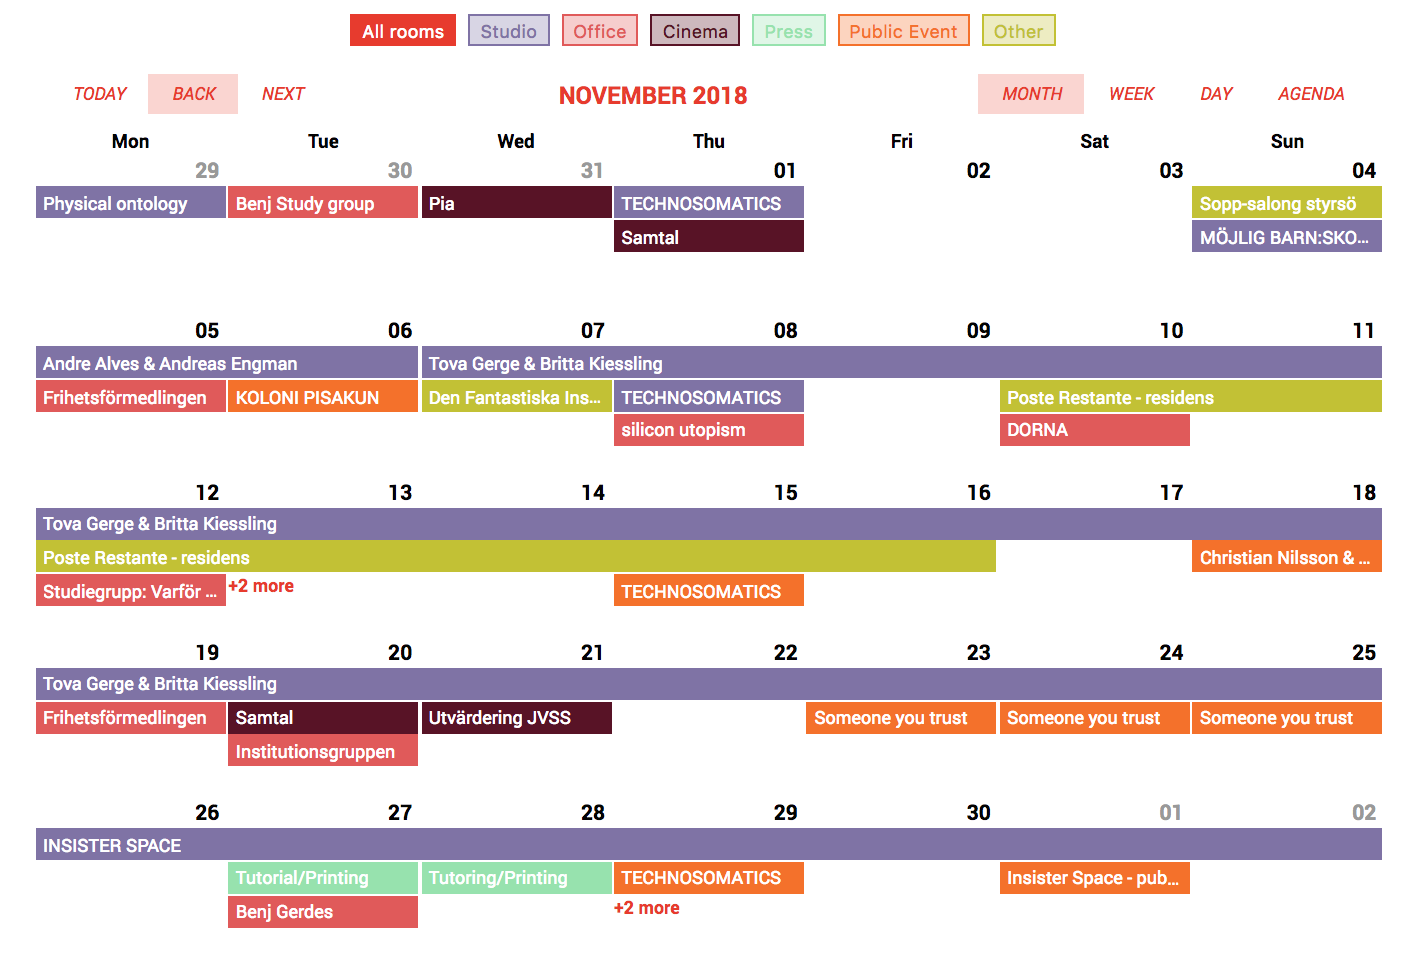 All rooms Studio Office Cinema Press Public Event Other
TODAY BACK NEXT NOVEMBER 2018 MONTH WEEK DAY AGENDA
Mon Tue Wed Thu Fri Sat Sun
29 30 31 01 02 03 04
Physical ontology Benj Study group Pia TECHNOSOMATICS Sopp-salong styrsö
Samtal MÖJLIG BARN:SKO...
05 06 07 08 09 10 11
Andre Alves & Andreas Engman Tova Gerge & Britta Kiessling
Frihetsförmedlingen KOLONI PISAKUN Den Fantastiska Ins... TECHNOSOMATICS Poste Restante - residens
silicon utopism DORNA
12 13 14 15 16 17 18
Tova Gerge & Britta Kiessling
Poste Restante - residens Christian Nilsson & ...
Studiegrupp: Varför ... +2 more TECHNOSOMATICS
19 20 21 22 23 24 25
Tova Gerge & Britta Kiessling
Frihetsförmedlingen Samtal Utvärdering JVSS Someone you trust Someone you trust Someone you trust
Institutionsgruppen
26 27 28 29 30 01 02
INSISTER SPACE
Tutorial/Printing Tutoring/Printing TECHNOSOMATICS Insister Space - pub...
Benj Gerdes +2 more